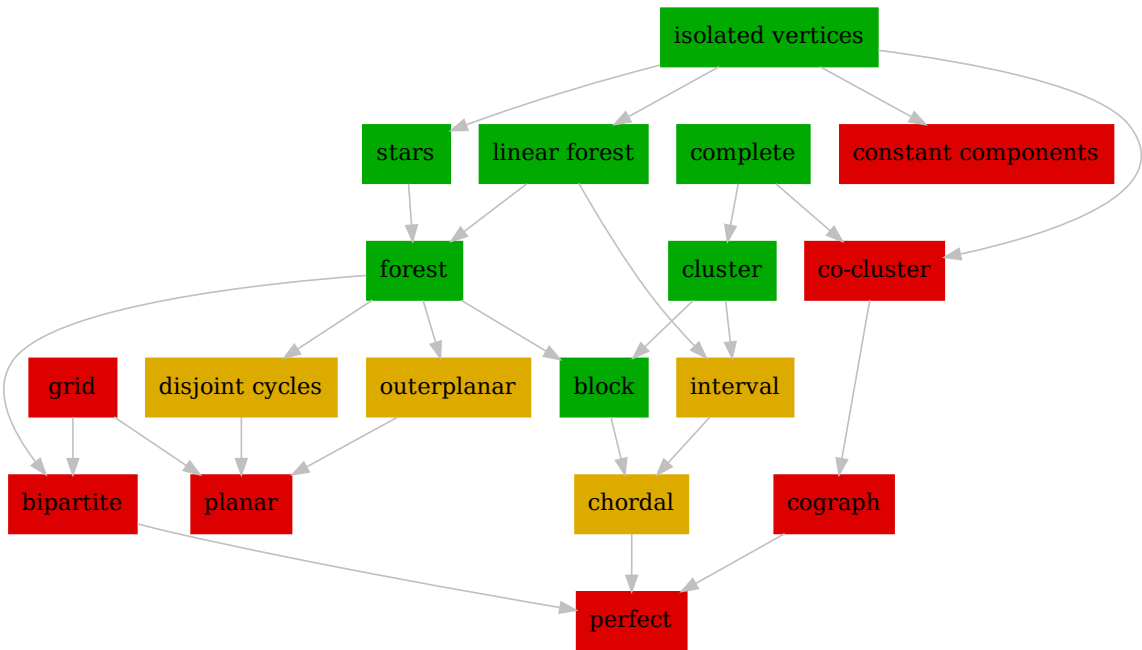 isolated vertices
stars
linear forest
complete
constant components
forest
cluster
co-cluster
grid
disjoint cycles
outerplanar
block
interval
bipartite
planar
chordal
cograph
perfect